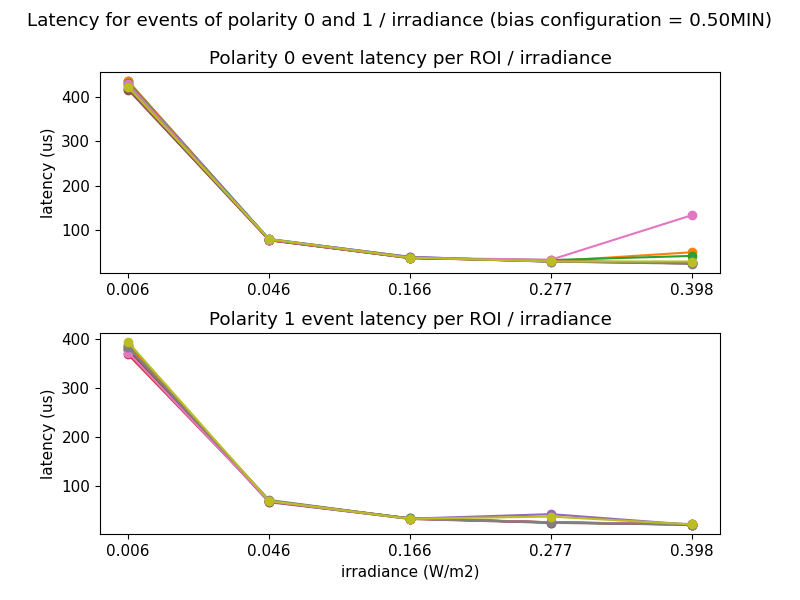 Latency for events of polarity 0 and 1 / irradiance (bias configuration = 0.50MIN)
Polarity 0 event latency per ROI / irradiance
latency (us)
400
300
200
100
0.006 0.046 0.166 0.277 0.398
Polarity 1 event latency per ROI / irradiance
latency (us)
400
300
200
100
0.006 0.046 0.166 0.277 0.398
irradiance (W/m2)